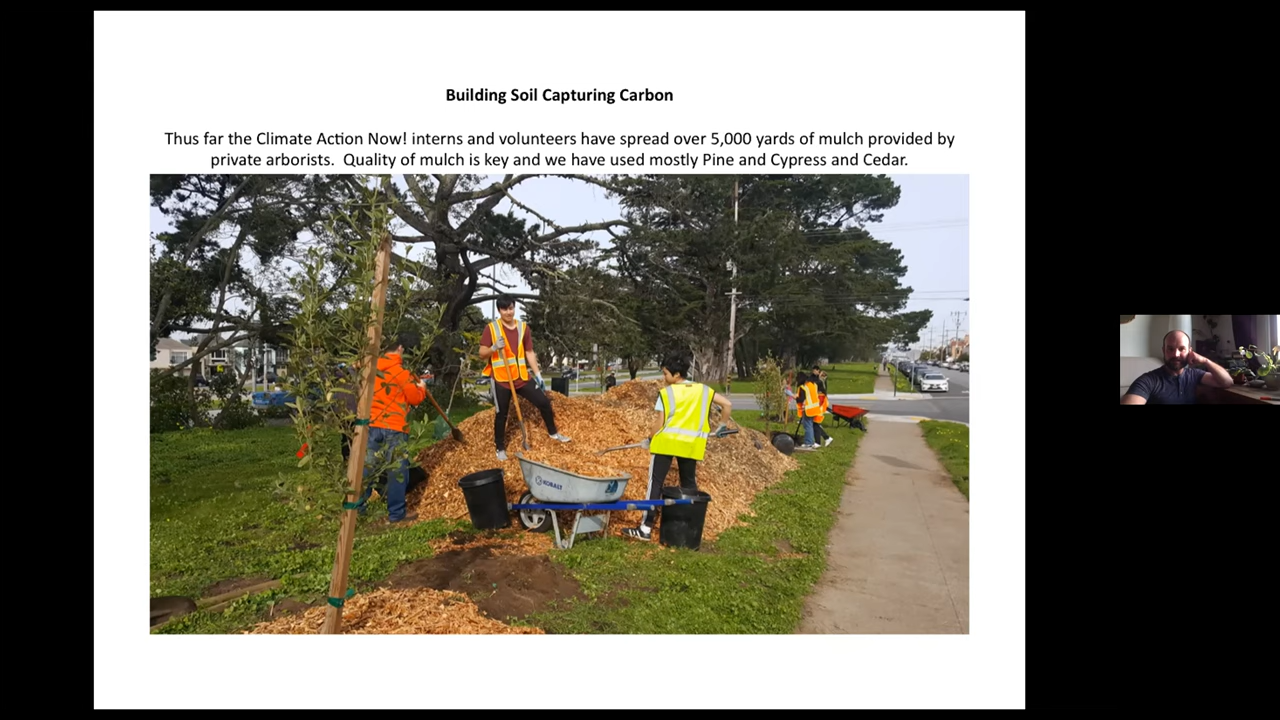 Building Soil Capturing Carbon
Thus far the Climate Action Now! interns and volunteers have spread over 5,000 yards of mulch provided by
private arborists.  Quality of mulch is key and we have used mostly Pine and Cypress and Cedar.
KOBALT